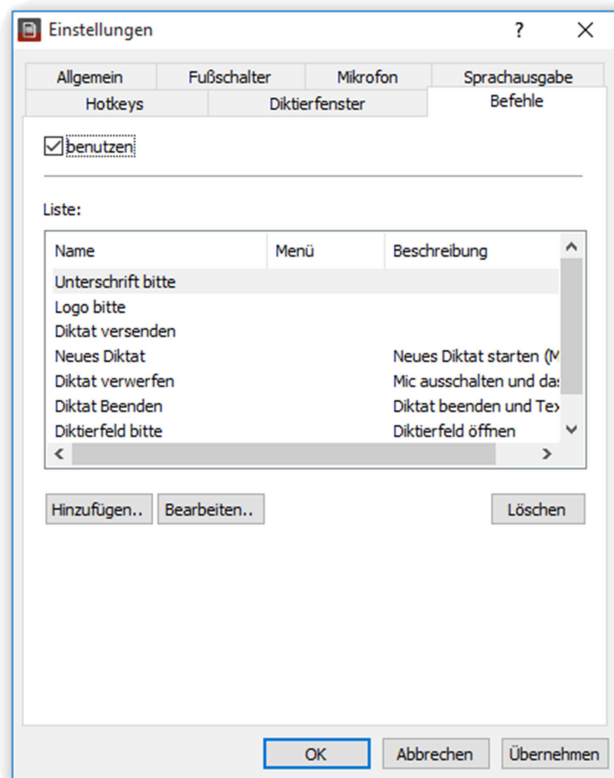 Einstellungen ?
Allgemein Fußschalter Mikrofon Sprachausgabe
Hotkeys Diktierfenster Befehle
benutzen
Liste:
Name Menü Beschreibung
Unterschrift bitte
Logo bitte
Diktat versenden
Neues Diktat Neues Diktat starten (M
Diktat verwerfen Mic ausschalten und da
Diktat Beenden Diktat beenden und Tex
Diktierfeld bitte Diktierfeld öffnen
Hinzufügen.. Bearbeiten.. Löschen
OK Abbrechen Übernehmen